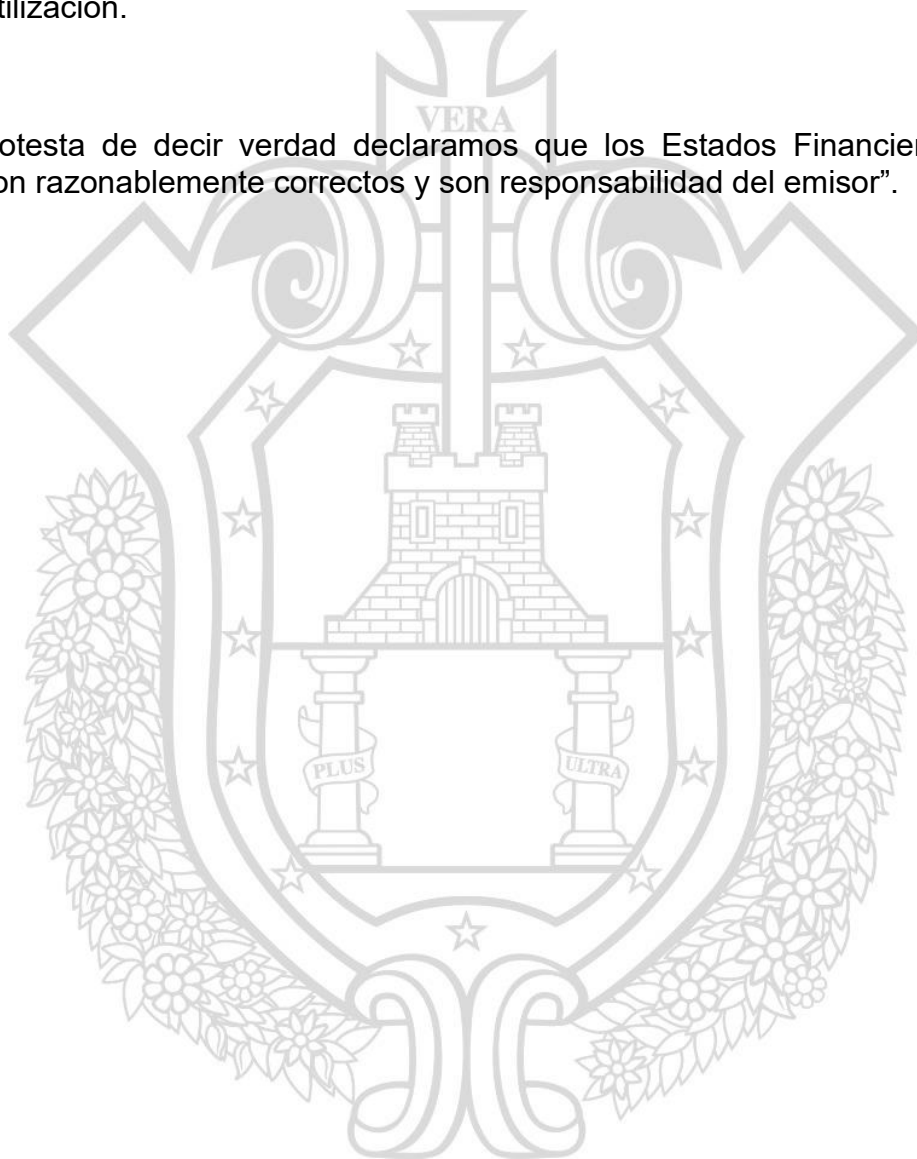 tilización.
VERA
otesta de decir verdad declaramos que los Estados Financier
on razonablemente correctos y son responsabilidad del emisor”.
PLUS ULTRA